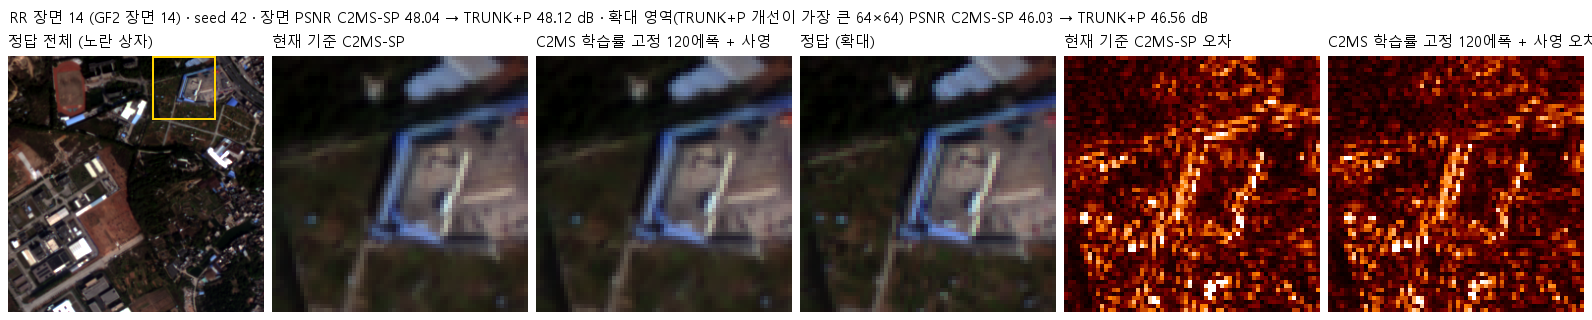 RR 장면 14 (GF2 장면 14) · seed 42 · 장면 PSNR C2MS-SP 48.04 → TRUNK+P 48.12 dB · 확대 영역(TRUNK+P 개선이 가장 큰 64×64) PSNR C2MS-SP 46.03 → TRUNK+P 46.56 dB
정답 전체 (노란 상자)
현재 기준 C2MS-SP
C2MS 학습률 고정 120에폭 + 사영
정답 (확대)
현재 기준 C2MS-SP 오차
C2MS 학습률 고정 120에폭 + 사영 오차